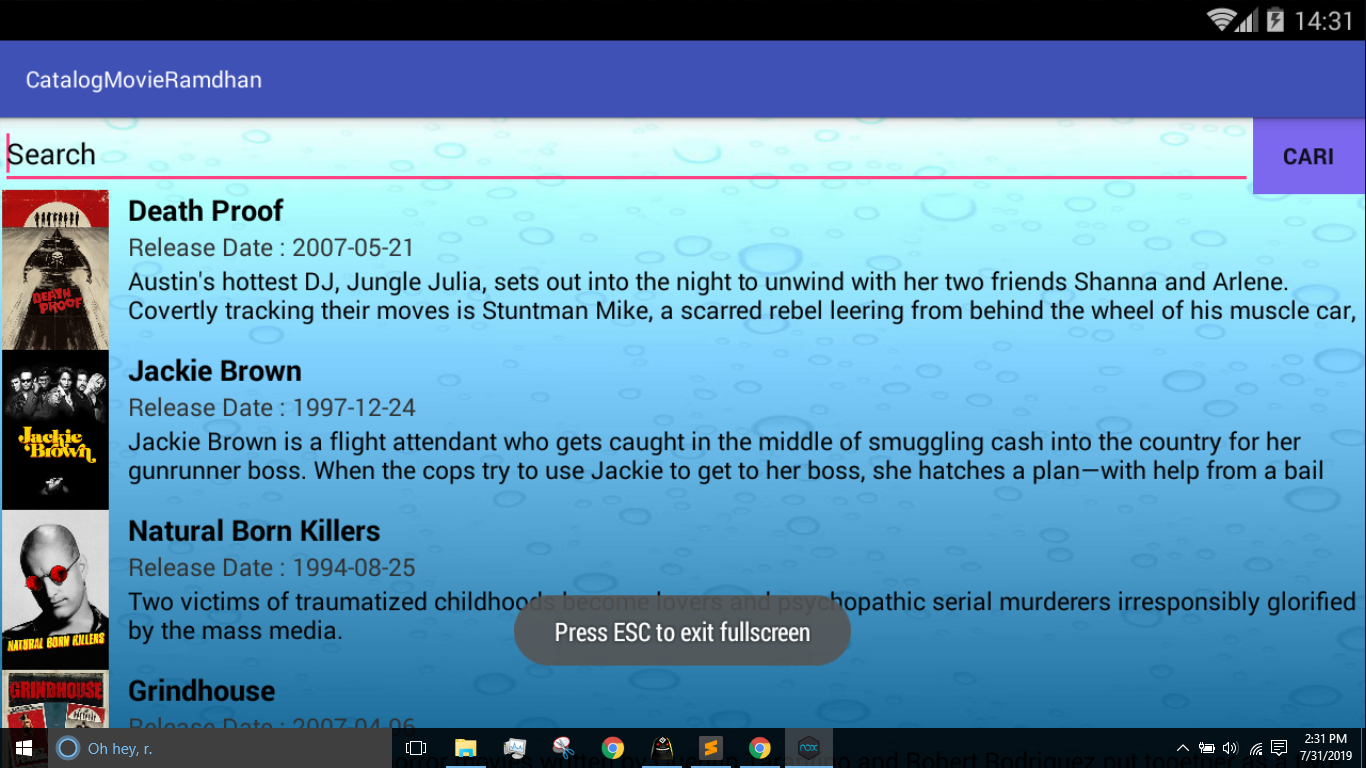 14:31
CatalogMovieRamdhan
Search
CARI
DEATH PROOF
Death Proof
Release Date : 2007-05-21
Austin's hottest DJ, Jungle Julia, sets out into the night to unwind with her two friends Shanna and Arlene.
Covertly tracking their moves is Stuntman Mike, a scarred rebel leering from behind the wheel of his muscle car,
Jackie Brown
Jackie Brown
Release Date : 1997-12-24
Jackie Brown is a flight attendant who gets caught in the middle of smuggling cash into the country for her
gunrunner boss. When the cops try to use Jackie to get to her boss, she hatches a plan—with help from a bail
NATURAL BORN KILLERS
Natural Born Killers
Release Date : 1994-08-25
Two victims of traumatized childhoods become lovers and psychopathic serial murderers irresponsibly glorified
by the mass media.
Press ESC to exit fullscreen
GRINDHOUSE
Grindhouse
Release Date : 2007-04-06
and Robert Rodriguez put together as a
Oh hey, r.
nox
2:31 PM
7/31/2019